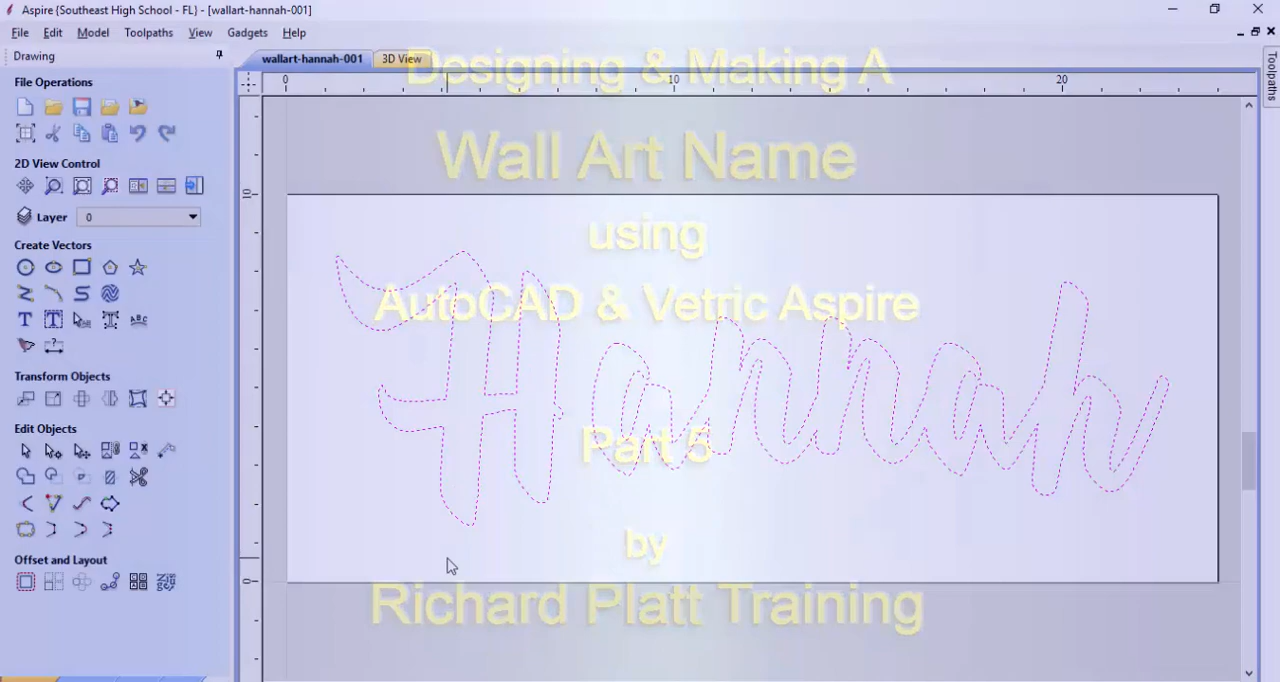 Aspire {Southeast High School - FL} - [wallart-hannah-001]
File Edit Model Toolpaths View Gadgets Help
Drawing
wallart-hannah-001
3D View
Toolpaths
0 10 20
10
0
File Operations
2D View Control
Layer 0
Create Vectors
Transform Objects
Edit Objects
Offset and Layout
Designing & Making A
Wall Art Name
using
AutoCAD & Vetric Aspire
Part 5
by
Richard Platt Training
Hannah